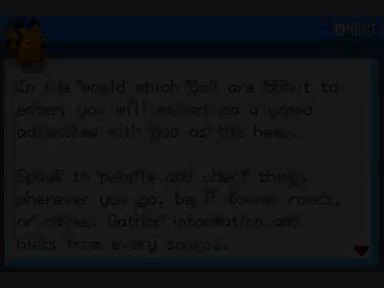 NEXT
In the world which you are about to
enter, you will embark on a grand
adventure with you as the hero.
Speak to people and check things
wherever you go, be it towns, roads,
or caves. Gather information and
hints from every source.